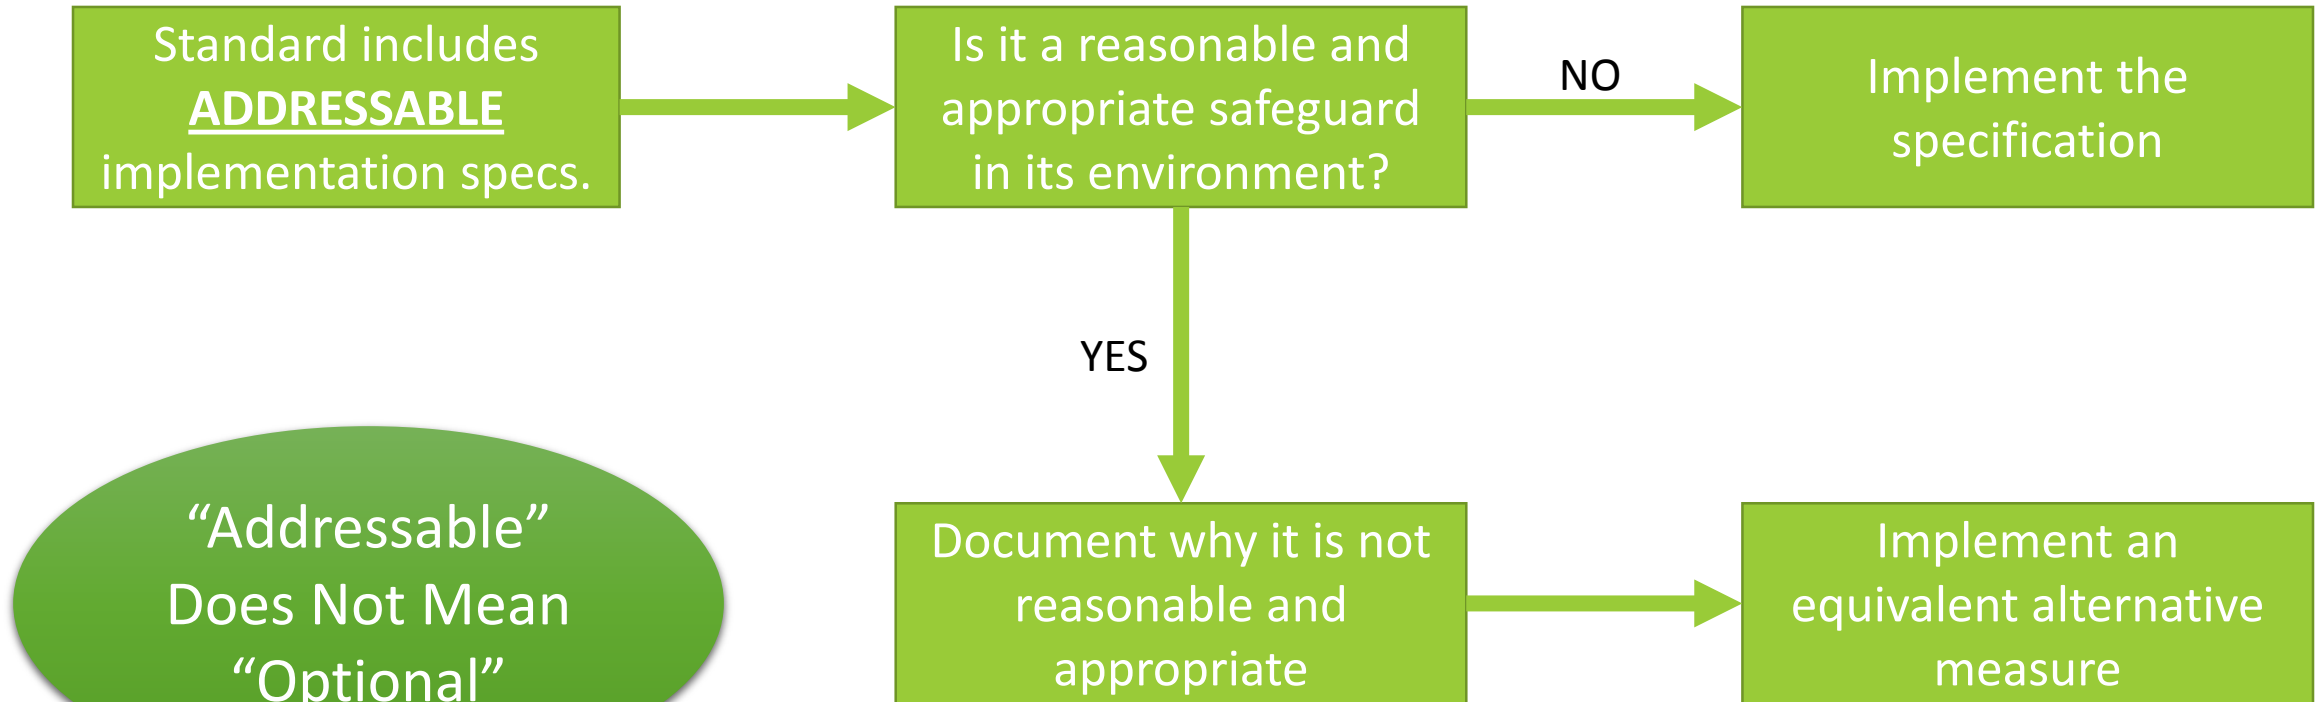 Standard includes
ADDRESSABLE
implementation specs.
Is it a reasonable and
appropriate safeguard
in its environment?
NO
Implement the
specification
YES
“Addressable”
Does Not Mean
“Optional”
Document why it is not
reasonable and
appropriate
Implement an
equivalent alternative
measure